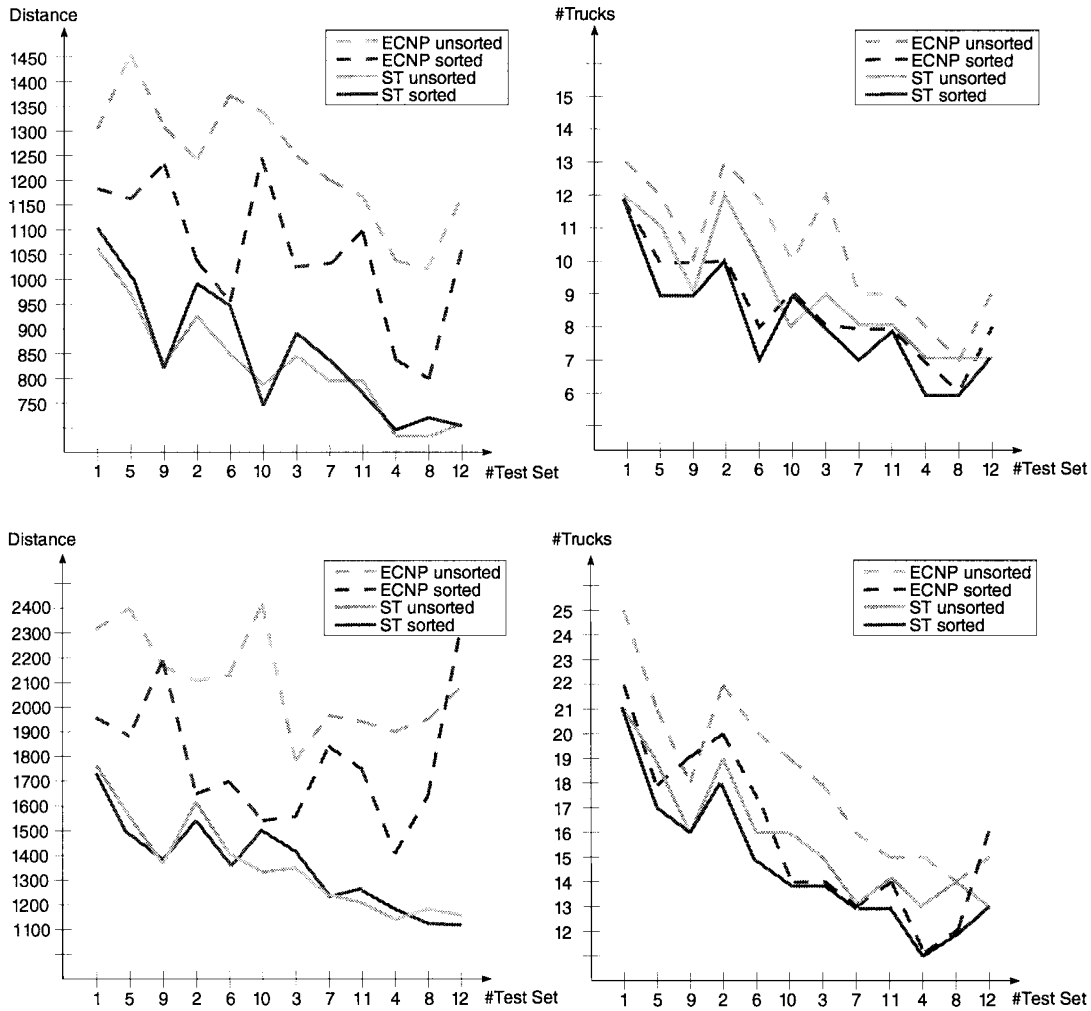 Distance
1450
1400
1350
1300
1250
1200
1150
1100
1050
1000
950
900
850
800
750
ECNP unsorted
ECNP sorted
ST unsorted
ST sorted
1 5 9 2 6 10 3 7 11 4 8 12 #Test Set
#Trucks
15
14
13
12
11
10
9
8
7
6
ECNP unsorted
ECNP sorted
ST unsorted
ST sorted
1 5 9 2 6 10 3 7 11 4 8 12 #Test Set
Distance
2400
2300
2200
2100
2000
1900
1800
1700
1600
1500
1400
1300
1200
1100
ECNP unsorted
ECNP sorted
ST unsorted
ST sorted
1 5 9 2 6 10 3 7 11 4 8 12 #Test Set
#Trucks
25
24
23
22
21
20
19
18
17
16
15
14
13
12
ECNP unsorted
ECNP sorted
ST unsorted
ST sorted
1 5 9 2 6 10 3 7 11 4 8 12 #Test Set